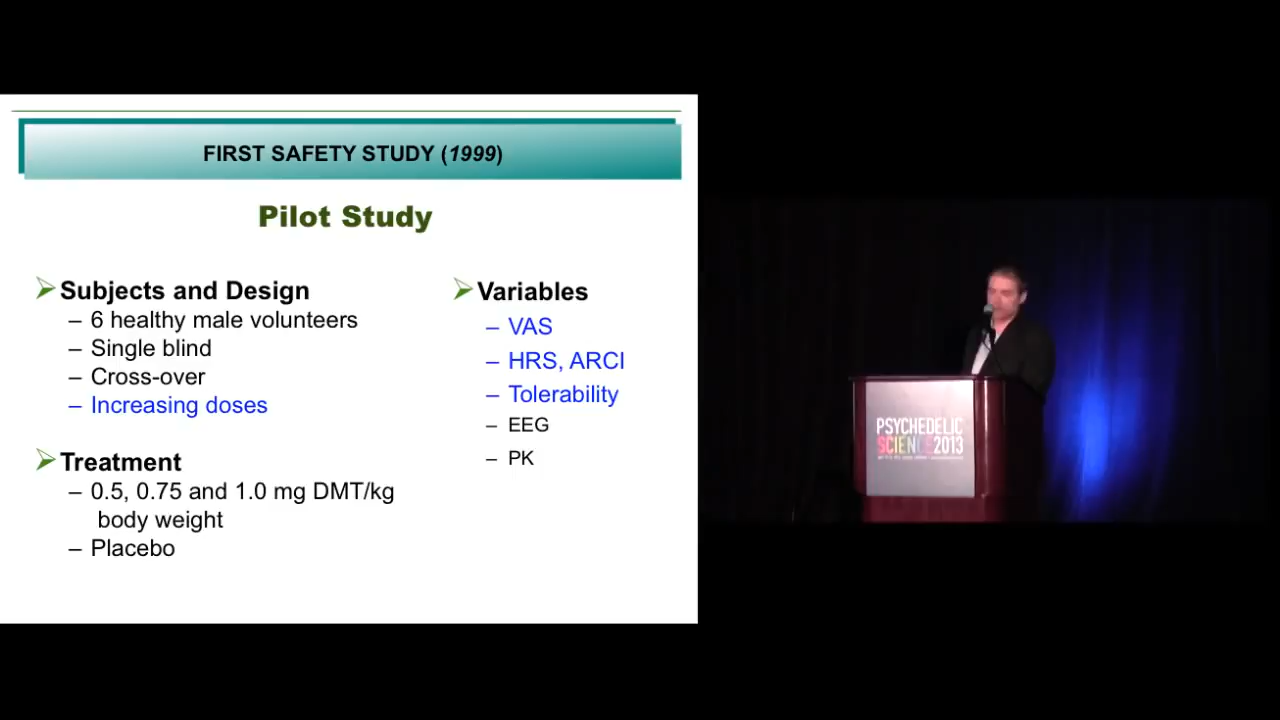 FIRST SAFETY STUDY (1999)
Pilot Study
Subjects and Design
– 6 healthy male volunteers
– Single blind
– Cross-over
– Increasing doses
Treatment
– 0.5, 0.75 and 1.0 mg DMT/kg
body weight
– Placebo
Variables
– VAS
– HRS, ARCI
– Tolerability
– EEG
– PK
PSYCHEDELIC
SCIENCE2013